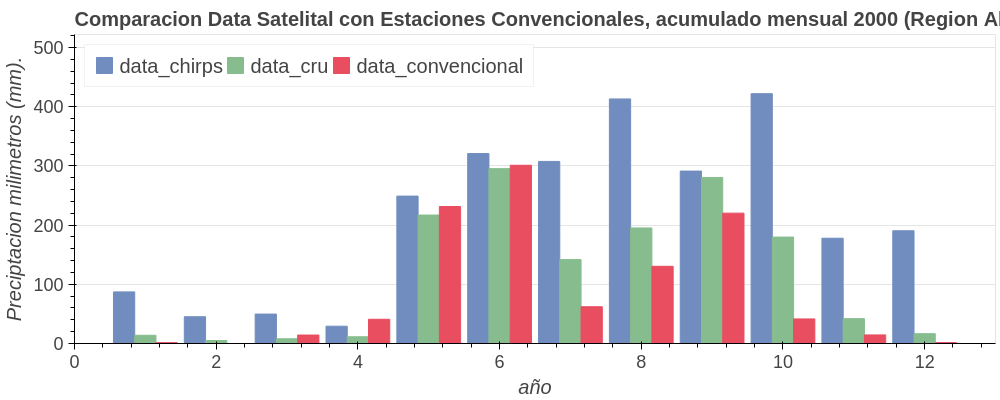 Comparacion Data Satelital con Estaciones Convencionales, acumulado mensual 2000 (Region
data_chirps data_cru data_convencional
Preciptacion milimetros (mm).
500
400
300
200
100
0
0 2 4 6 8 10 12
año